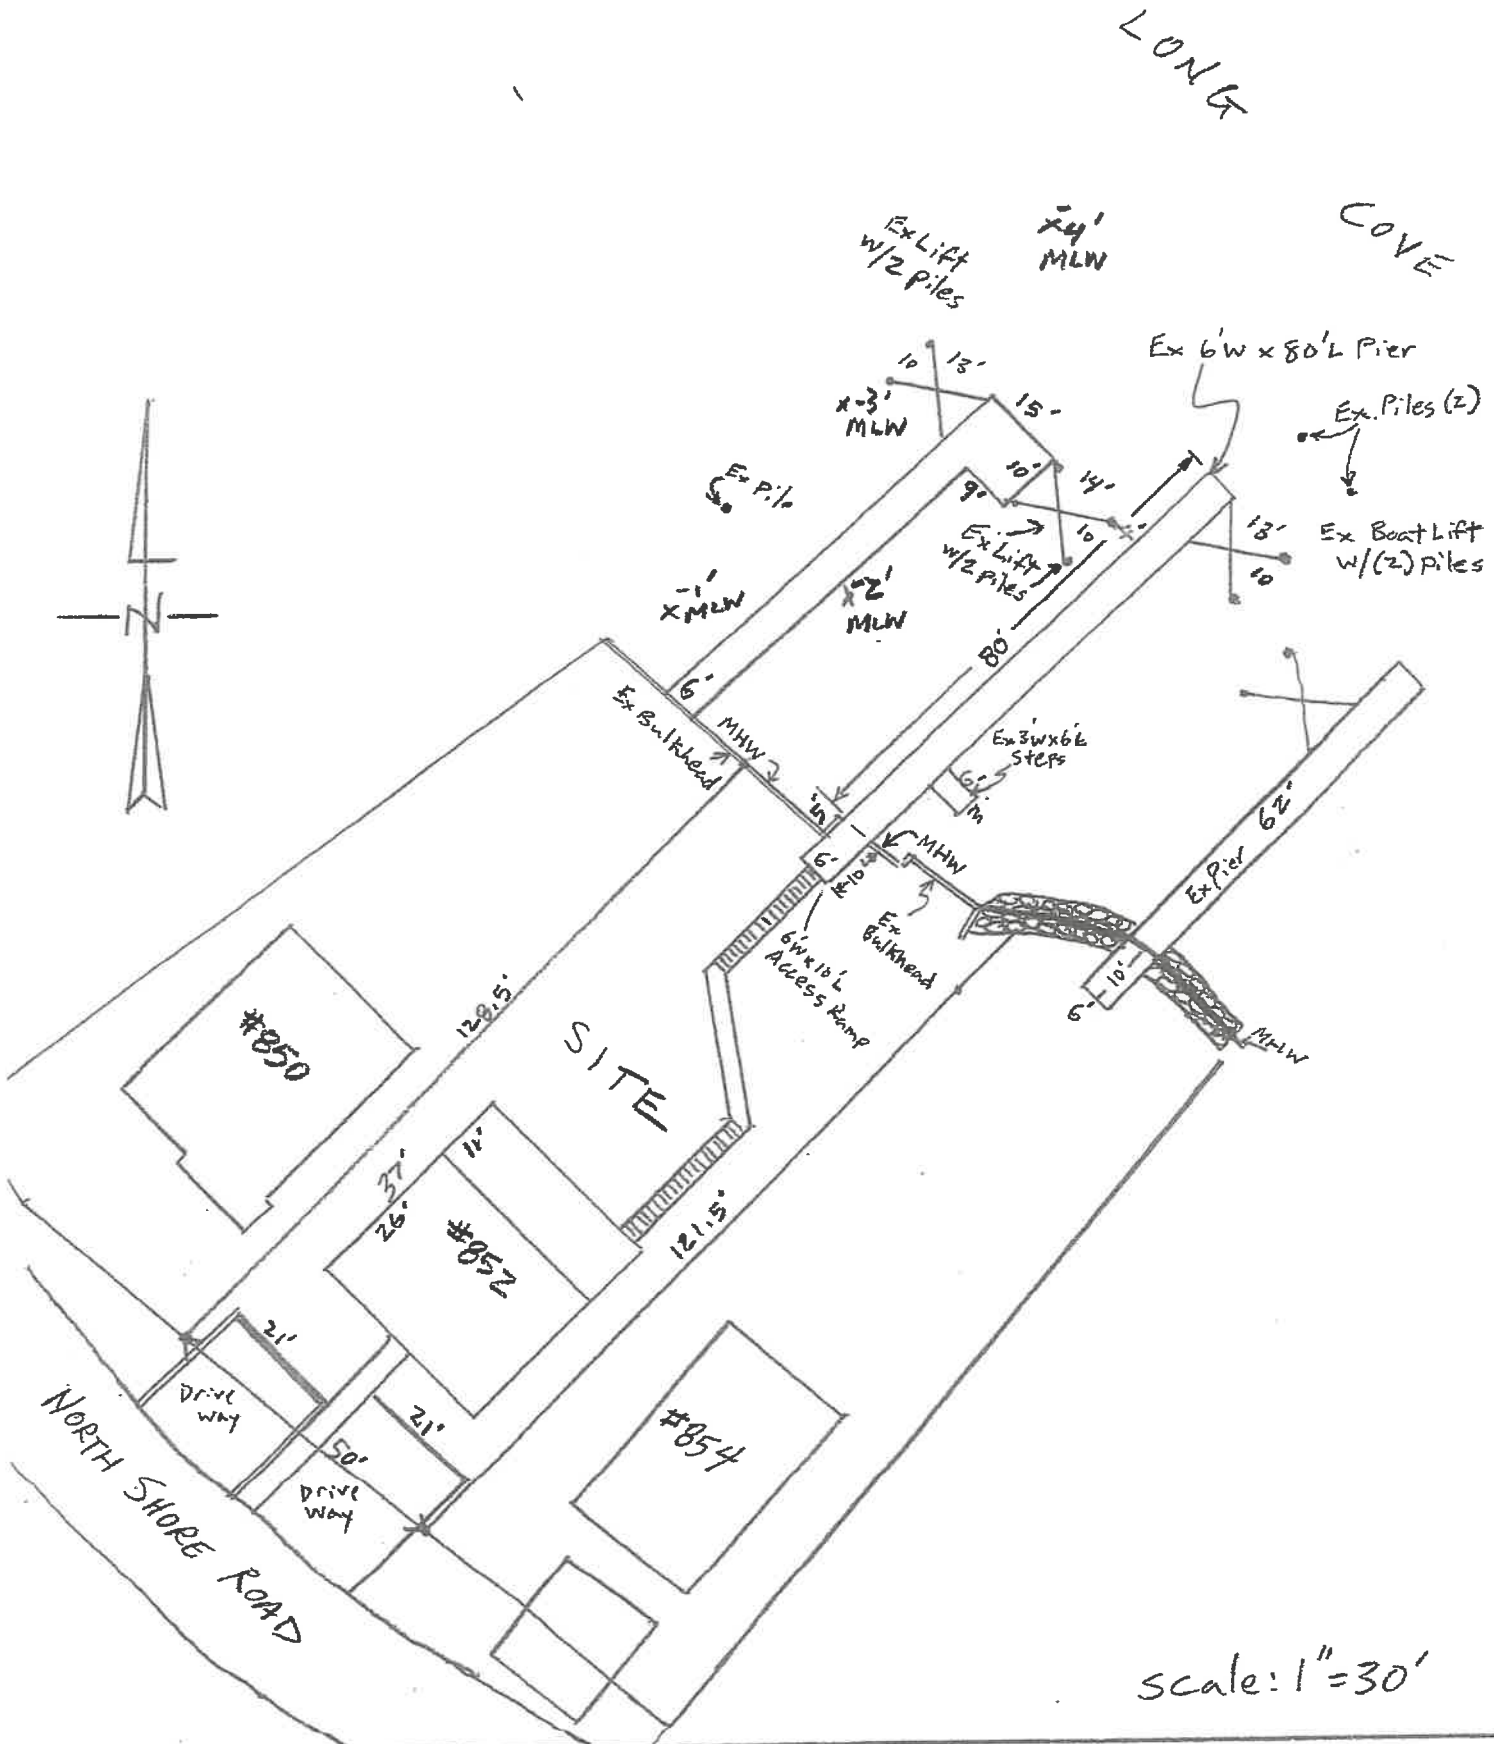 LONG
COVE
Ex Lift
w/2 piles
x-4'
MLW
Ex 6'W x 80'L Pier
Ex. Piles (2)
10
13'
15'
x-3'
MLW
Ex Pile
10'
9'
14'
10
Ex Lift
w/2 piles
13'
10
Ex Boat Lift
w/(2) piles
x-1'
MLW
x-2'
MLW
80'
N
6'
Ex Bulkhead
MHW
Ex 3'W x 6'L
Steps
6'
3'
5'
6'
10'
MHW
Ex Pier 62'
Ex
Bulkhead
6'W x 10'L
Access Ramp
10'
6'
MHW
128.5'
#850
SITE
11'
37'
26'
#852
121.5'
21'
Drive
way
21'
50'
Drive
way
#854
NORTH SHORE ROAD
Scale: 1"=30'